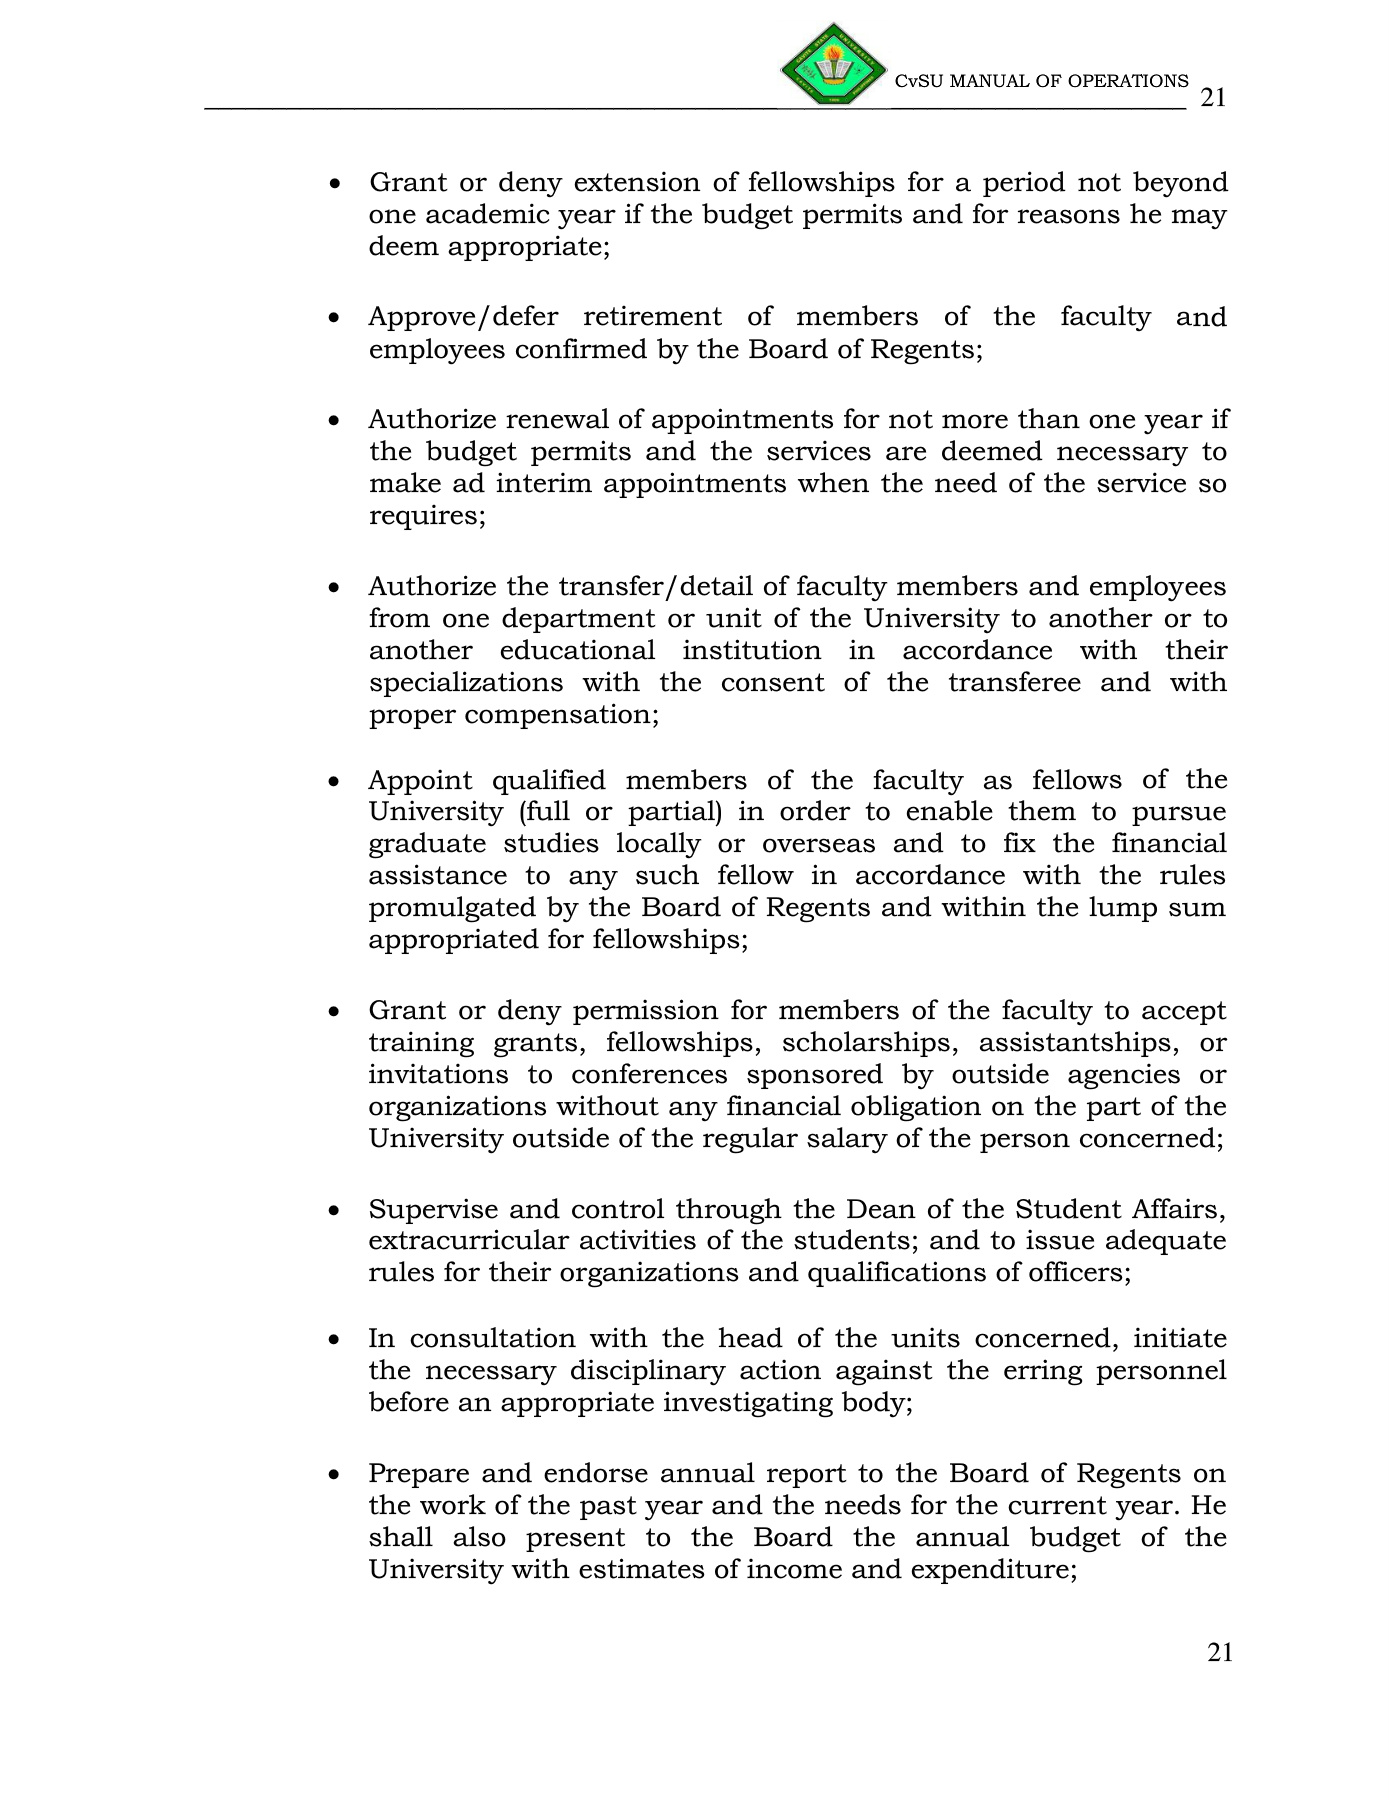 CvSU MANUAL OF OPERATIONS 21
• Grant or deny extension of fellowships for a period not beyond
one academic year if the budget permits and for reasons he may
deem appropriate;
• Approve/defer retirement of members of the faculty and
employees confirmed by the Board of Regents;
• Authorize renewal of appointments for not more than one year if
the budget permits and the services are deemed necessary to
make ad interim appointments when the need of the service so
requires;
• Authorize the transfer/detail of faculty members and employees
from one department or unit of the University to another or to
another educational institution in accordance with their
specializations with the consent of the transferee and with
proper compensation;
• Appoint qualified members of the faculty as fellows of the
University (full or partial) in order to enable them to pursue
graduate studies locally or overseas and to fix the financial
assistance to any such fellow in accordance with the rules
promulgated by the Board of Regents and within the lump sum
appropriated for fellowships;
• Grant or deny permission for members of the faculty to accept
training grants, fellowships, scholarships, assistantships, or
invitations to conferences sponsored by outside agencies or
organizations without any financial obligation on the part of the
University outside of the regular salary of the person concerned;
• Supervise and control through the Dean of the Student Affairs,
extracurricular activities of the students; and to issue adequate
rules for their organizations and qualifications of officers;
• In consultation with the head of the units concerned, initiate
the necessary disciplinary action against the erring personnel
before an appropriate investigating body;
• Prepare and endorse annual report to the Board of Regents on
the work of the past year and the needs for the current year. He
shall also present to the Board the annual budget of the
University with estimates of income and expenditure;
21